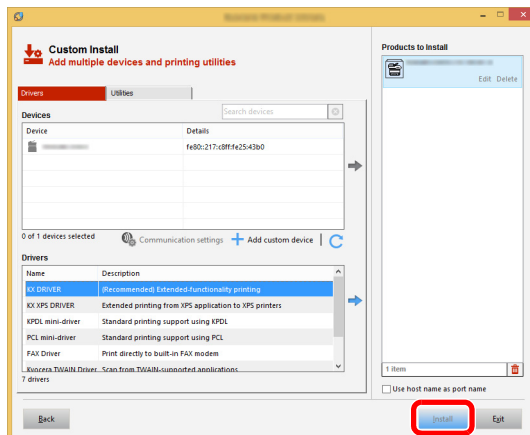 Custom Install
Add multiple devices and printing utilities
Products to Install
Edit Delete
Drivers
Utilities
Devices
Search devices
Device Details
fe80::217:c8ff:fe25:43b0
0 of 1 devices selected
Communication settings
Add custom device
Drivers
Name Description
KX DRIVER (Recommended) Extended-functionality printing
KX XPS DRIVER Extended printing from XPS application to XPS printers
KPDL mini-driver Standard printing support using KPDL
PCL mini-driver Standard printing support using PCL
FAX Driver Print directly to built-in FAX modem
Kyocera TWAIN Driver Scan from TWAIN-supported applications
7 drivers
1 item
Use host name as port name
Back
Install
Exit